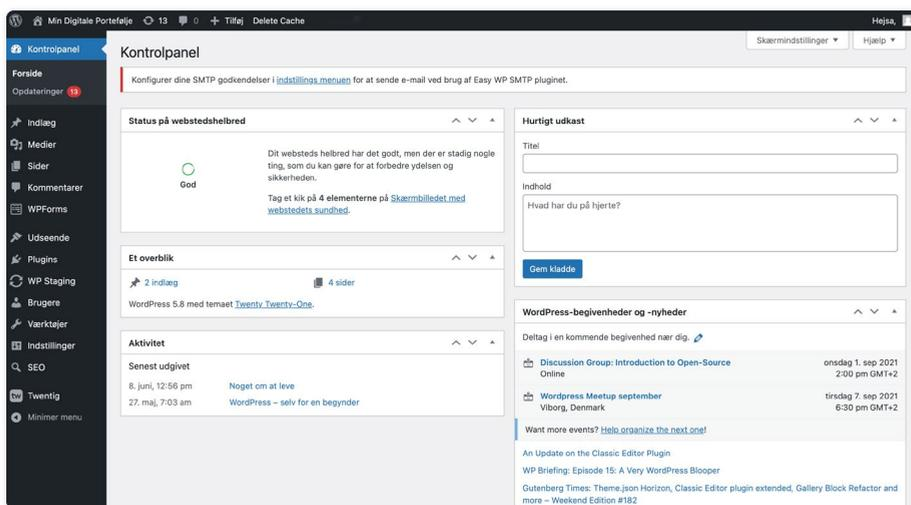 Min Digitale Portefølje 13 0 + Tilføj Delete Cache
Hejsa,
Kontrolpanel
Forside
Opdateringer 13
Indlæg
Medier
Sider
Kommentarer
WPForms
Udseende
Plugins
WP Staging
Brugere
Værktøjer
Indstillinger
SEO
tw Twentig
Minimer menu
Skærmindstillinger
Hjælp
Kontrolpanel
Konfigurer dine SMTP godkendelser i indstillings menuen for at sende e-mail ved brug af Easy WP SMTP pluginet.
Status på webstedshelbred
God
Dit websteds helbred har det godt, men der er stadig nogle
ting, som du kan gøre for at forbedre ydelsen og
sikkerheden.
Tag et kik på 4 elementerne på Skærmbilledet med
webstedets sundhed.
Et overblik
2 indlæg
4 sider
WordPress 5.8 med temaet Twenty Twenty-One.
Aktivitet
Senest udgivet
8. juni, 12:56 pm Noget om at leve
27. maj, 7:03 am WordPress – selv for en begynder
Hurtigt udkast
Titel
Indhold
Hvad har du på hjerte?
Gem kladde
WordPress-begivenheder og -nyheder
Deltag i en kommende begivenhed nær dig.
Discussion Group: Introduction to Open-Source onsdag 1. sep 2021
Online 2:00 pm GMT+2
Wordpress Meetup september tirsdag 7. sep 2021
Viborg, Denmark 6:30 pm GMT+2
Want more events? Help organize the next one!
An Update on the Classic Editor Plugin
WP Briefing: Episode 15: A Very WordPress Blooper
Gutenberg Times: Theme.json Horizon, Classic Editor plugin extended, Gallery Block Refactor and
more – Weekend Edition #182